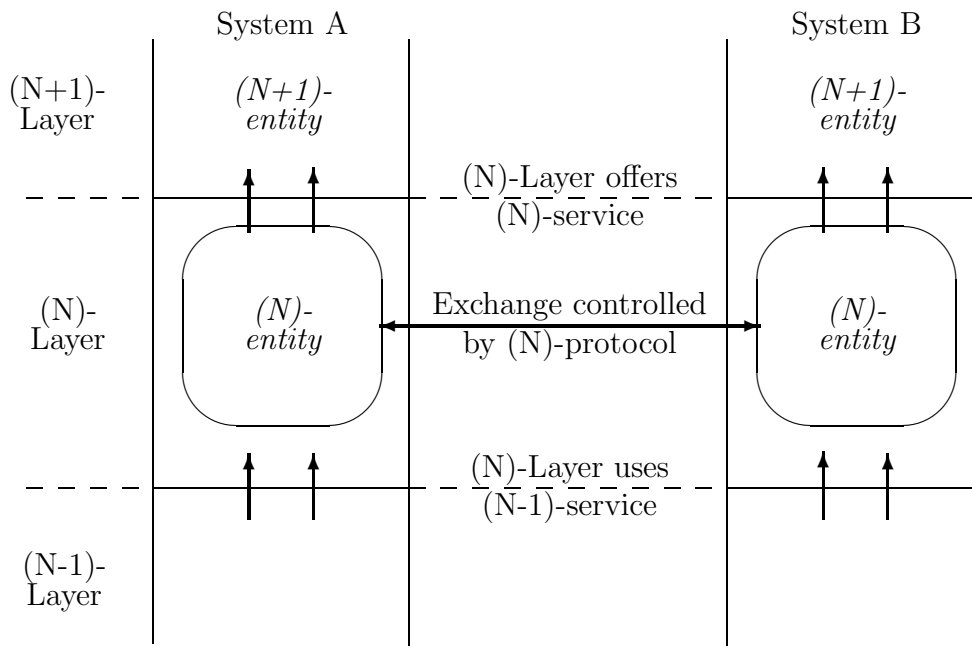 System A
System B
(N+1)-
Layer
(N+1)-
entity
(N+1)-
entity
(N)-Layer offers
(N)-service
(N)-
Layer
(N)-
entity
Exchange controlled
by (N)-protocol
(N)-
entity
(N)-Layer uses
(N-1)-service
(N-1)-
Layer